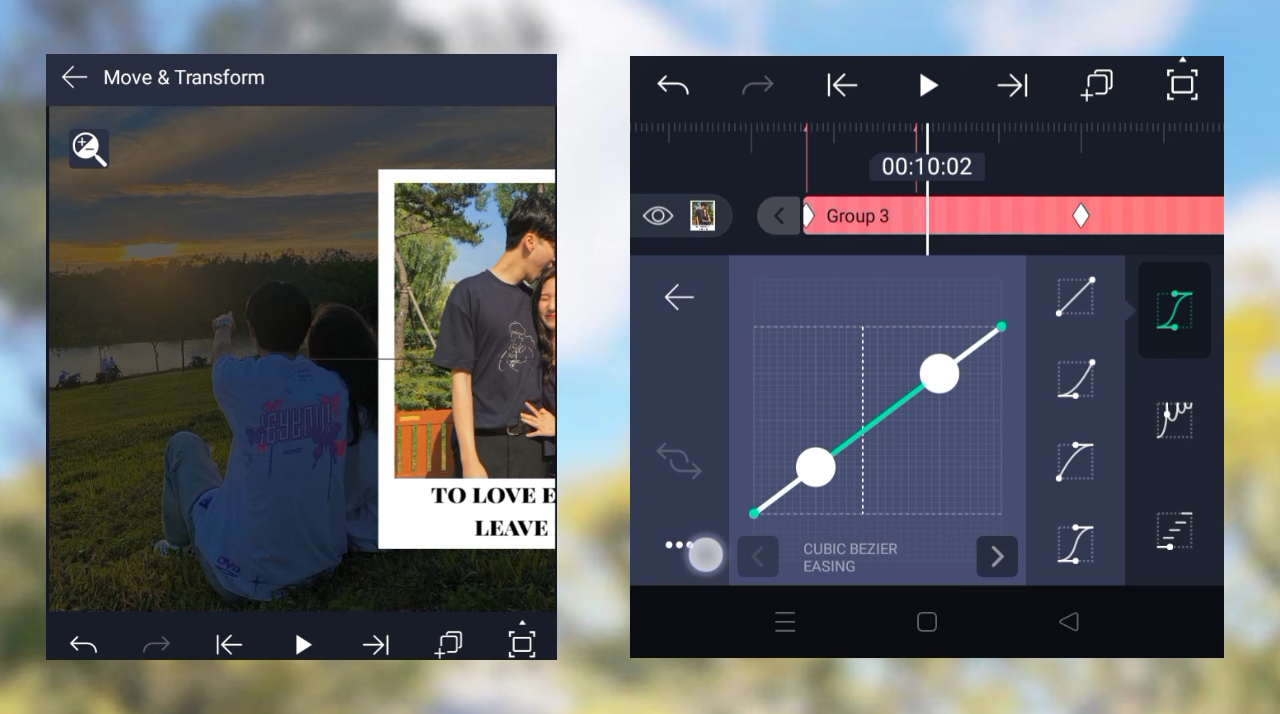 Move & Transform
TO LOVE E
LEAVE
00:10:02
Group 3
CUBIC BEZIER
EASING